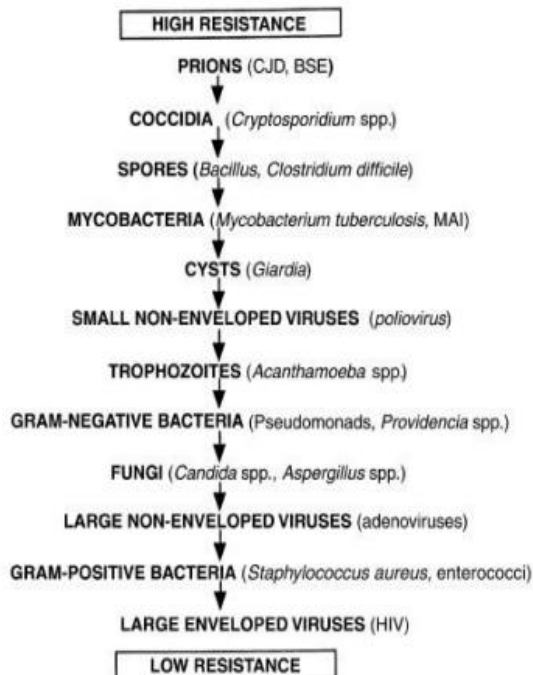 HIGH RESISTANCE
PRIONS (CJD, BSE)
COCCIDIA (Cryptosporidium spp.)
SPORES (Bacillus, Clostridium difficile)
MYCOBACTERIA (Mycobacterium tuberculosis, MAI)
CYSTS (Giardia)
SMALL NON-ENVELOPED VIRUSES (poliovirus)
TROPHOZOITES (Acanthamoeba spp.)
GRAM-NEGATIVE BACTERIA (Pseudomonads, Providencia spp.)
FUNGI (Candida spp., Aspergillus spp.)
LARGE NON-ENVELOPED VIRUSES (adenoviruses)
GRAM-POSITIVE BACTERIA (Staphylococcus aureus, enterococci)
LARGE ENVELOPED VIRUSES (HIV)
LOW RESISTANCE